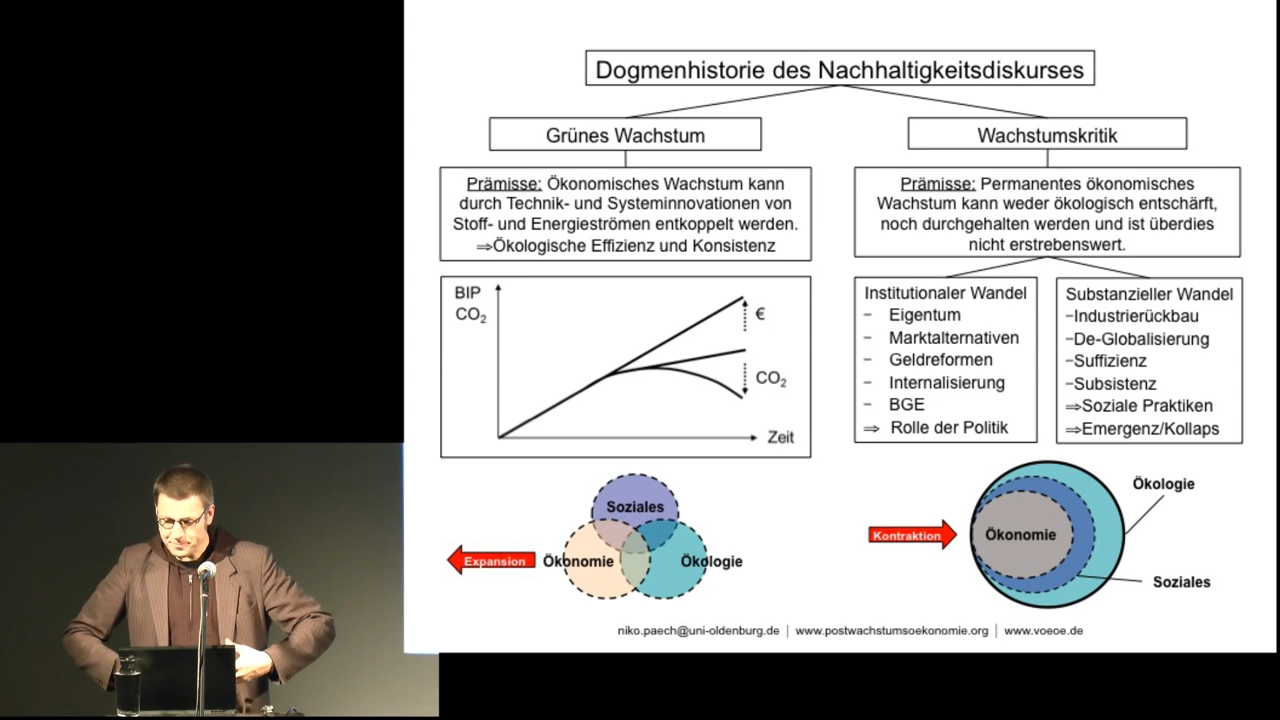 Dogmenhistorie des Nachhaltigkeitsdiskurses
Grünes Wachstum
Prämisse: Ökonomisches Wachstum kann
durch Technik- und Systeminnovationen von
Stoff- und Energieströmen entkoppelt werden.
⇒Ökologische Effizienz und Konsistenz
BIP
CO₂
€
CO₂
Zeit
Soziales
Ökonomie
Ökologie
Expansion
Wachstumskritik
Prämisse: Permanentes ökonomisches
Wachstum kann weder ökologisch entschärft,
noch durchgehalten werden und ist überdies
nicht erstrebenswert.
Institutionaler Wandel
− Eigentum
− Marktalternativen
− Geldreformen
− Internalisierung
− BGE
⇒ Rolle der Politik
Substanzieller Wandel
−Industrierückbau
−De-Globalisierung
−Suffizienz
−Subsistenz
⇒Soziale Praktiken
⇒Emergenz/Kollaps
Kontraktion
Ökonomie
Ökologie
Soziales
niko.paech@uni-oldenburg.de | www.postwachstumsoekonomie.org | www.voeoe.de